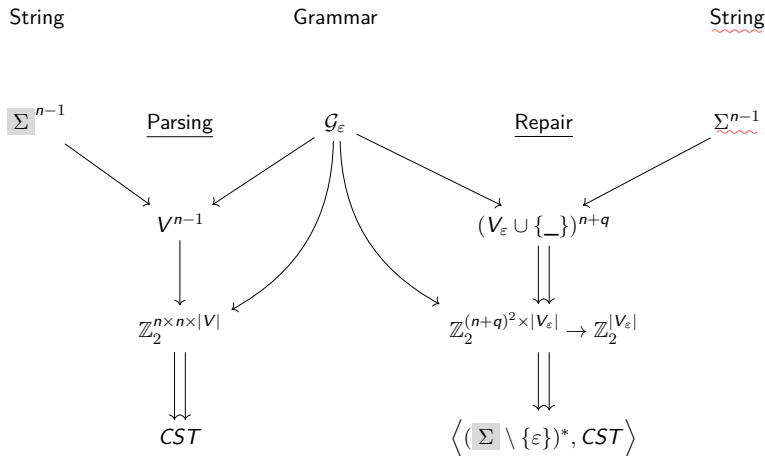 String Grammar String
Σ^{n−1} Parsing 𝒢_ε Repair Σ^{n−1}
V^{n−1} (V_ε ∪ {_})^{n+q}
ℤ_2^{n×n×|V|} ℤ_2^{(n+q)^2×|V_ε|} → ℤ_2^{|V_ε|}
CST ⟨(Σ \ {ε})^*, CST⟩